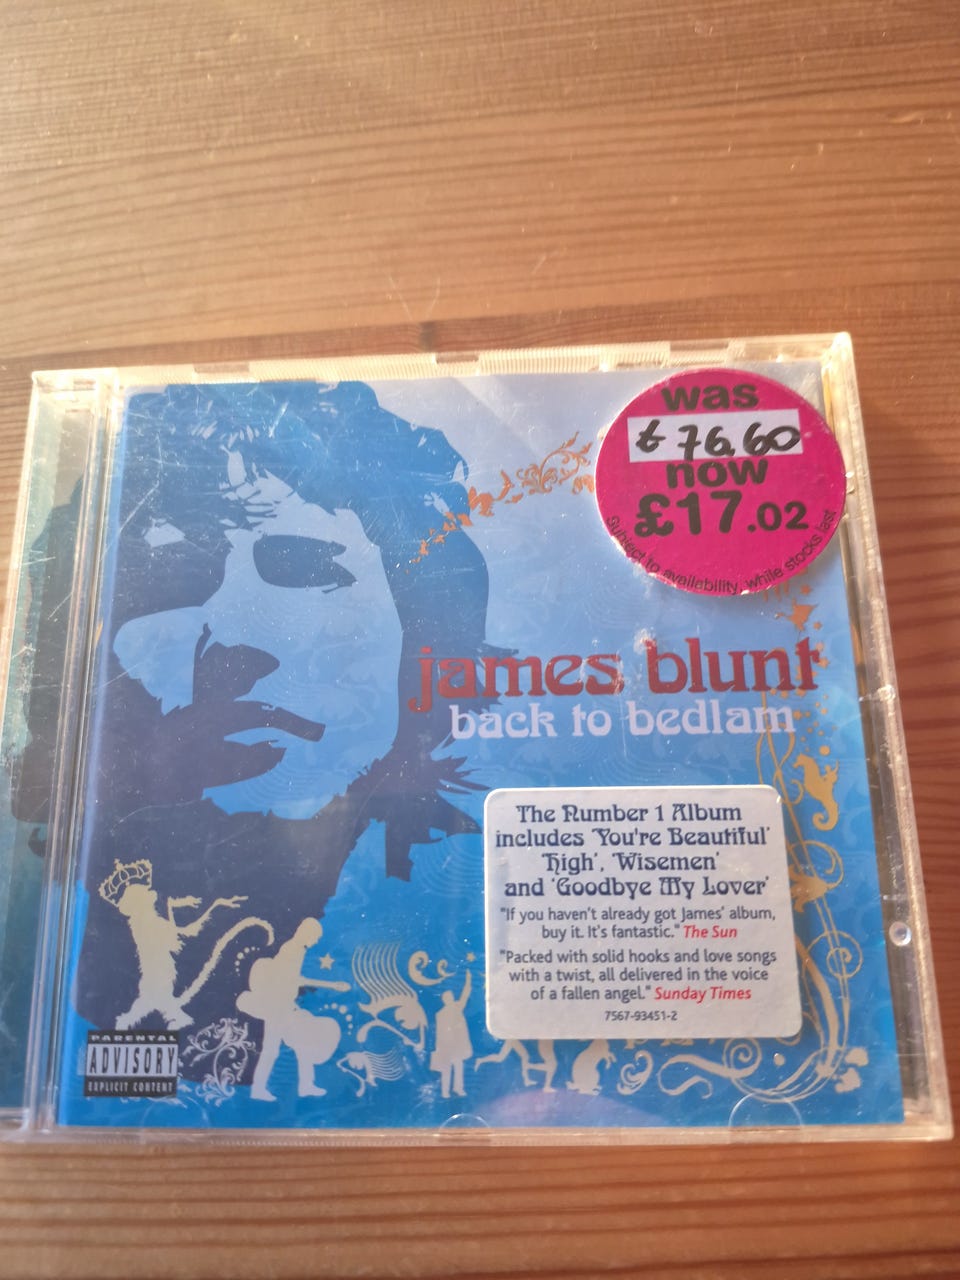 was
£76.60
now
£17.02
Subject to availability, while stocks last
james blunt
back to bedlam
The Number 1 Album
includes 'You're Beautiful'
'High', 'Wisemen'
and 'Goodbye My Lover'
"If you haven't already got James' album,
buy it. It's fantastic." The Sun
"Packed with solid hooks and love songs
with a twist, all delivered in the voice
of a fallen angel." Sunday Times
7567-93451-2
PARENTAL
ADVISORY
EXPLICIT CONTENT